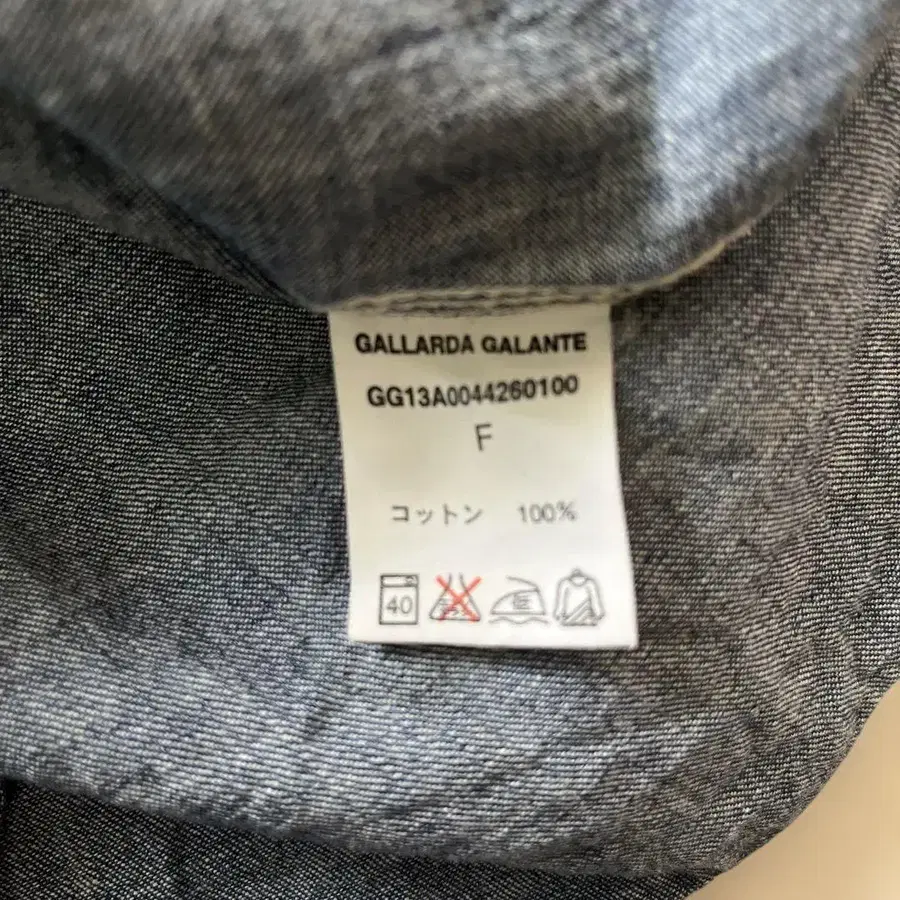 GALLARDA GALANTE
GG13A0044260100
F
コットン 100%
40